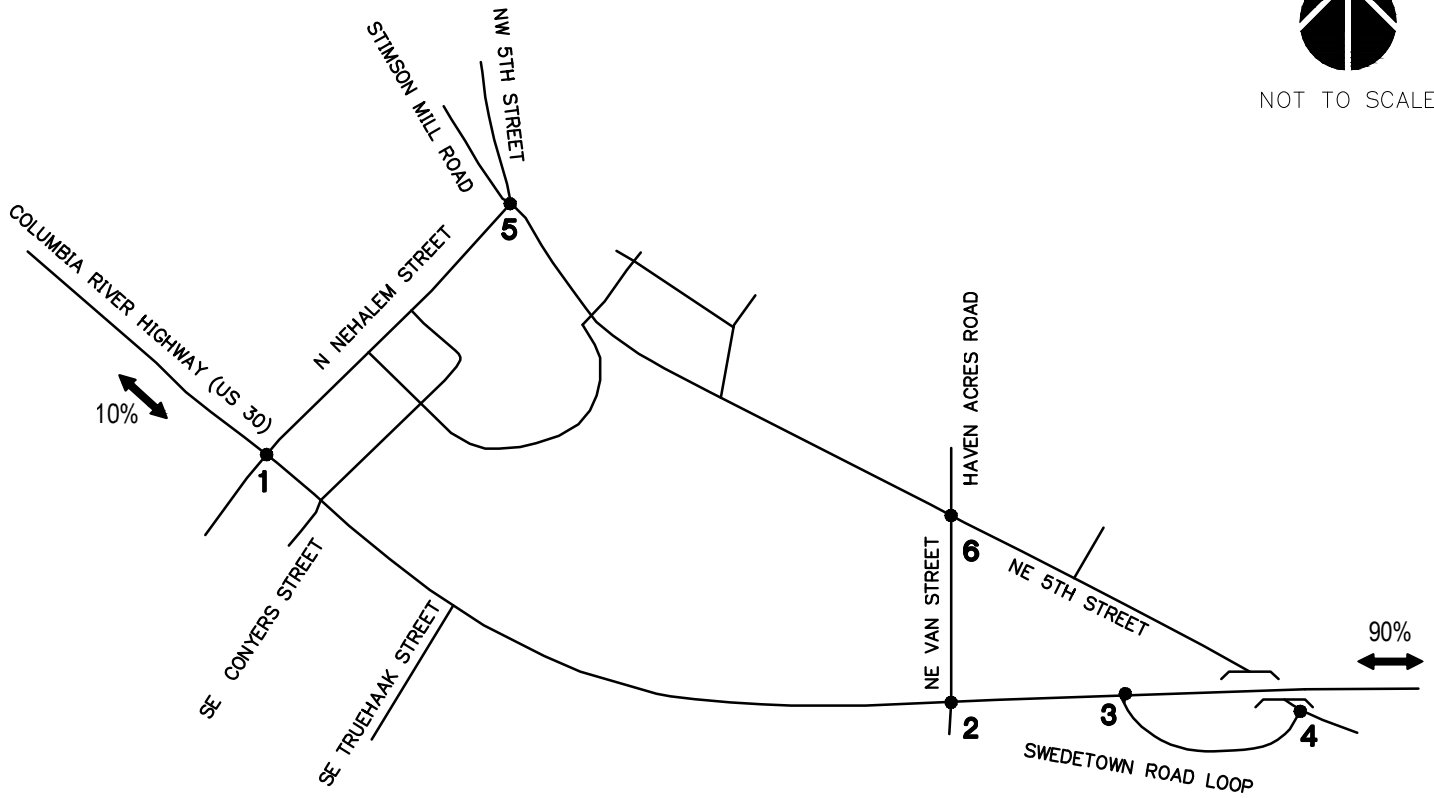 NW 5TH STREET
STIMSON MILL ROAD
NOT TO SCALE
COLUMBIA RIVER HIGHWAY (US 30)
5
N NEHALEM STREET
HAVEN ACRES ROAD
10%
1
6
NE VAN STREET
NE 5TH STREET
SE CONYERS STREET
SE TRUEHAAK STREET
90%
2
3
4
SWEDETOWN ROAD LOOP